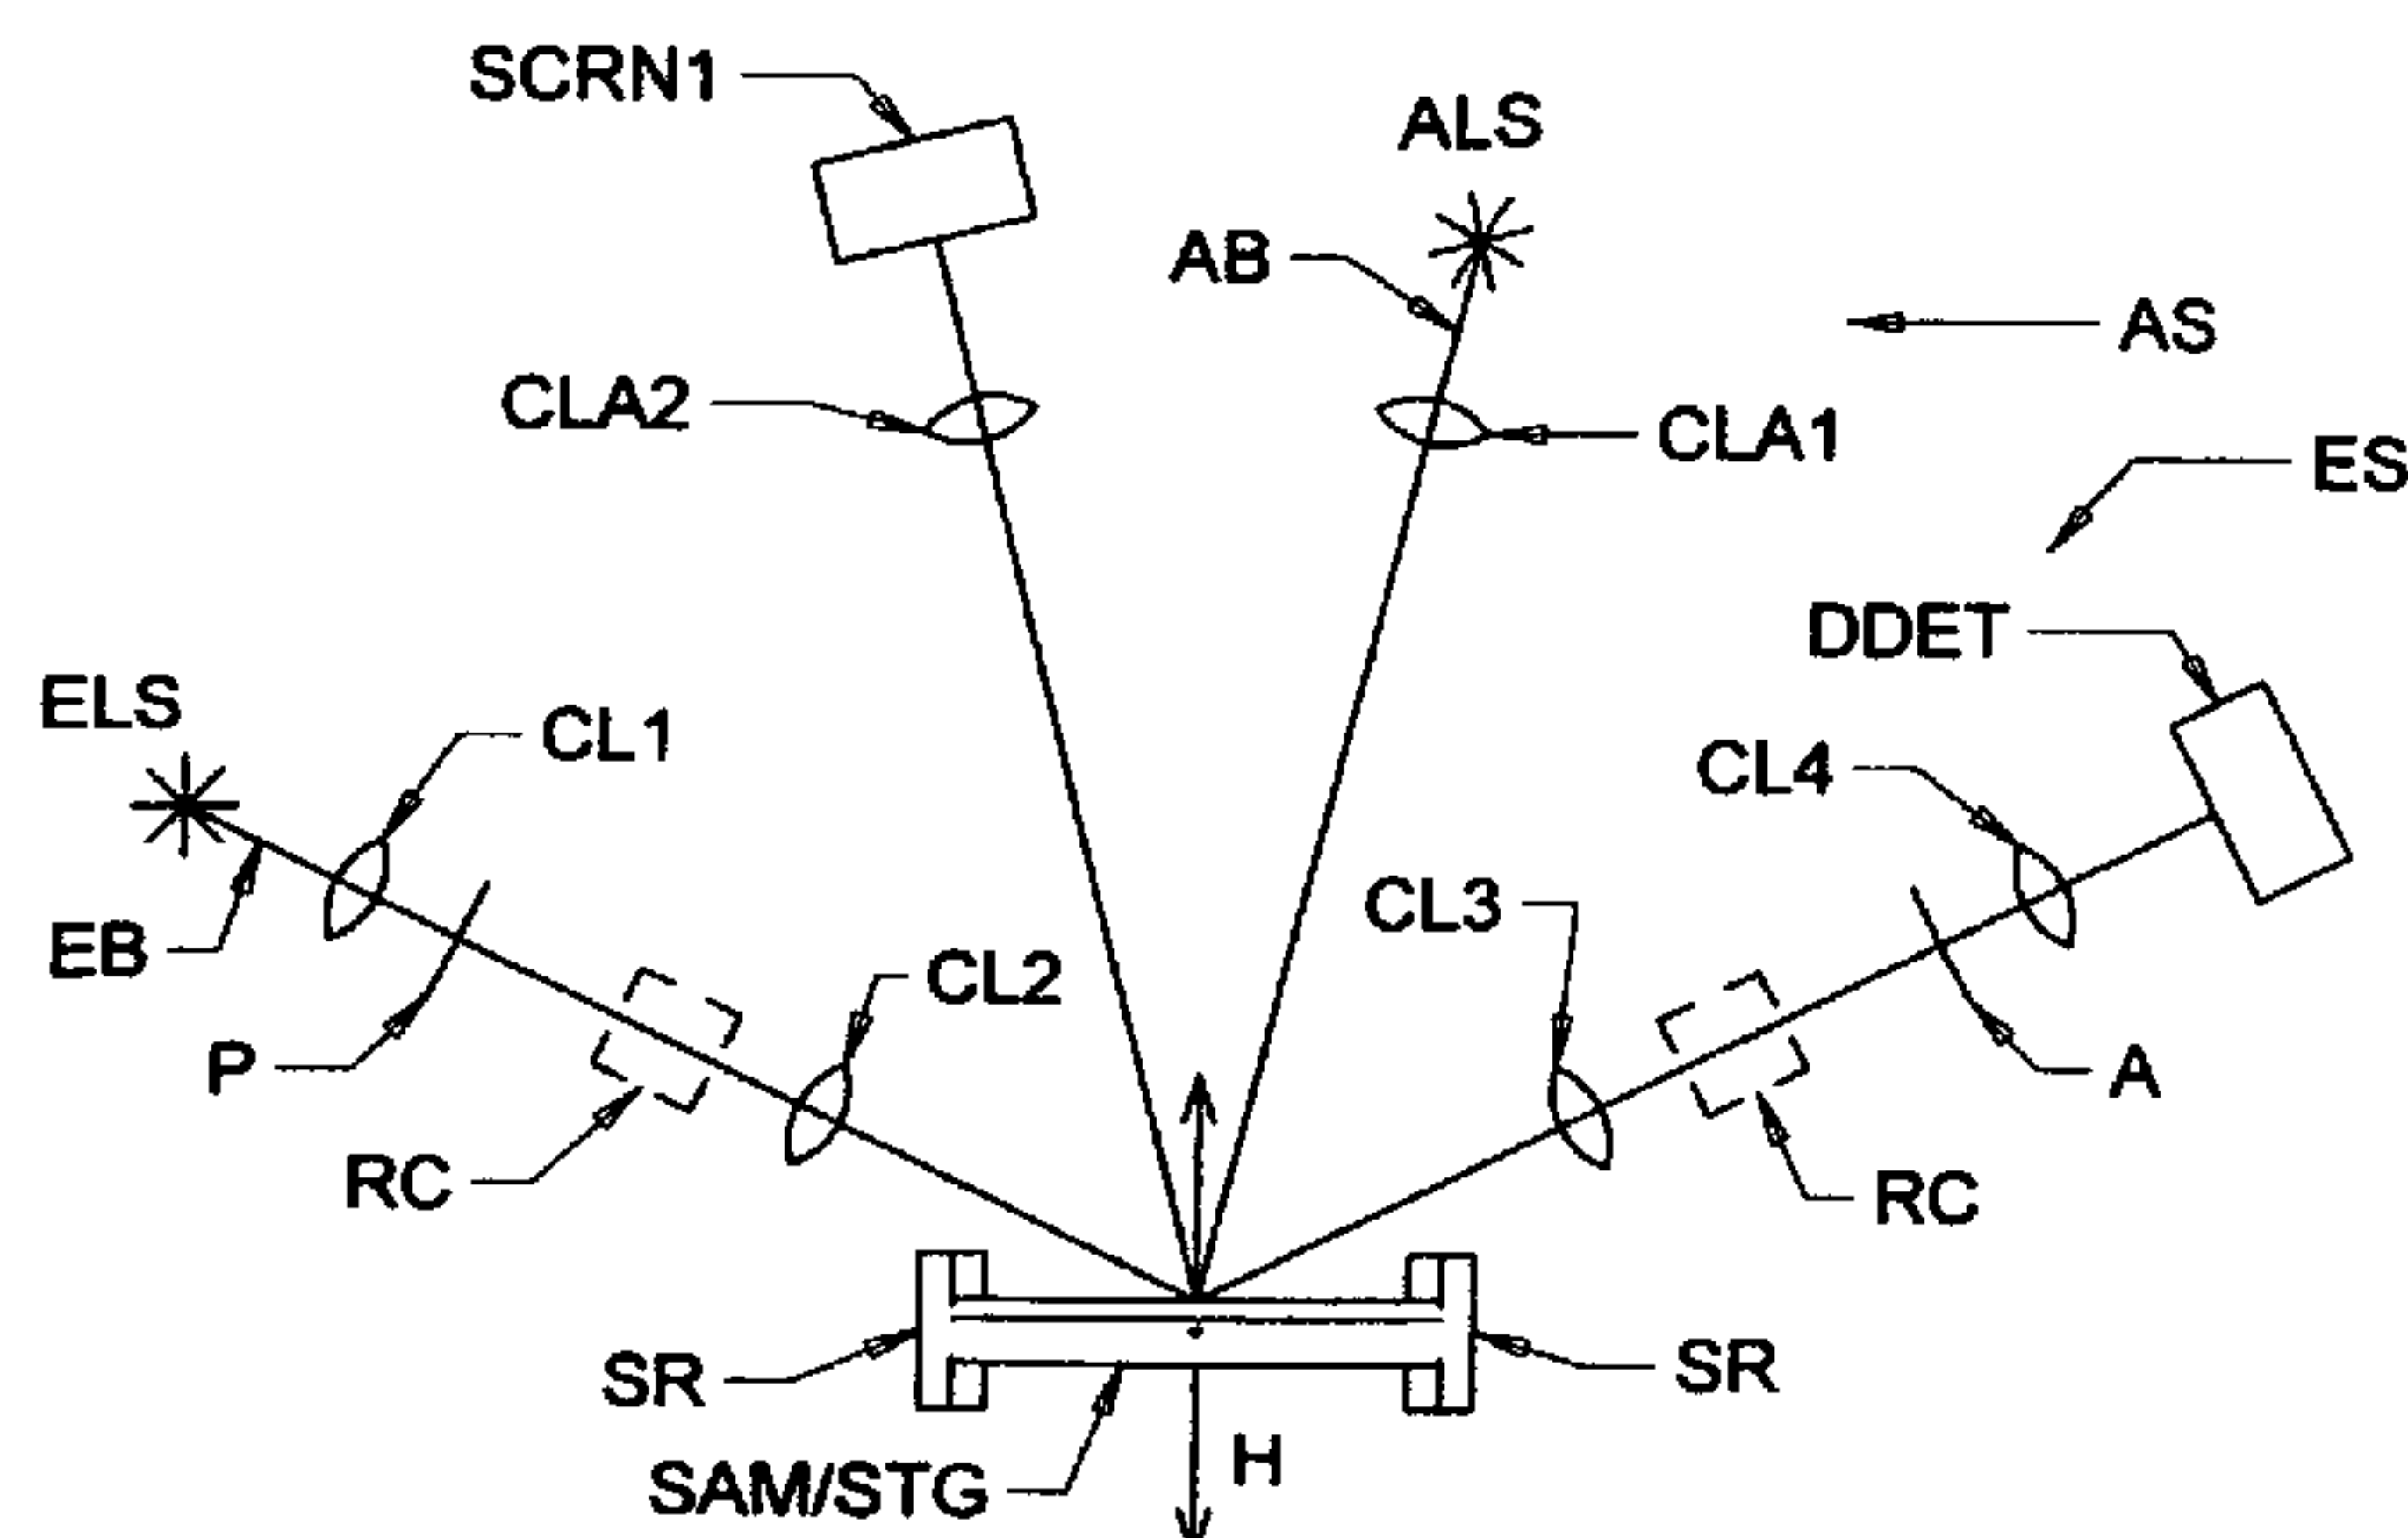 SCRN1
ALS
AB
AS
CLA2
CLA1
ES
DDET
ELS
CL1
CL4
CL3
EB
CL2
P
A
RC
RC
SR
SR
H
SAM/STG